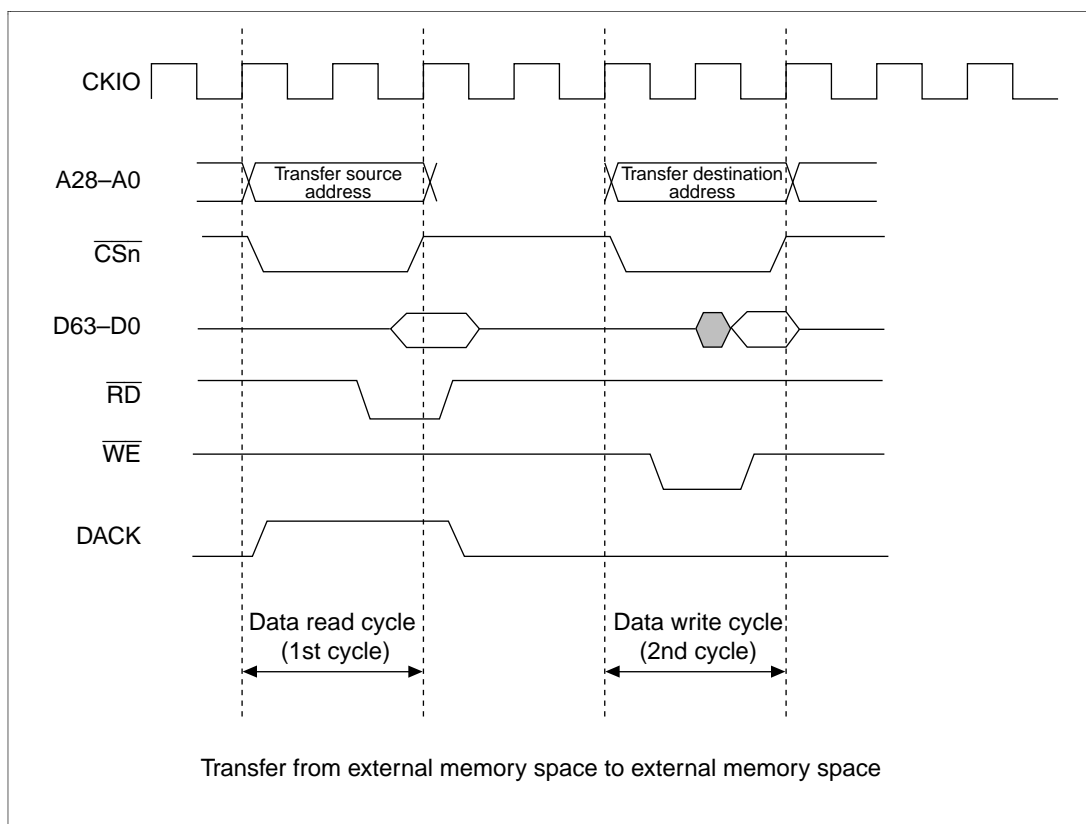 CKIO
A28–A0
Transfer source
address
Transfer destination
address
CSn
D63–D0
RD
WE
DACK
Data read cycle
(1st cycle)
Data write cycle
(2nd cycle)
Transfer from external memory space to external memory space